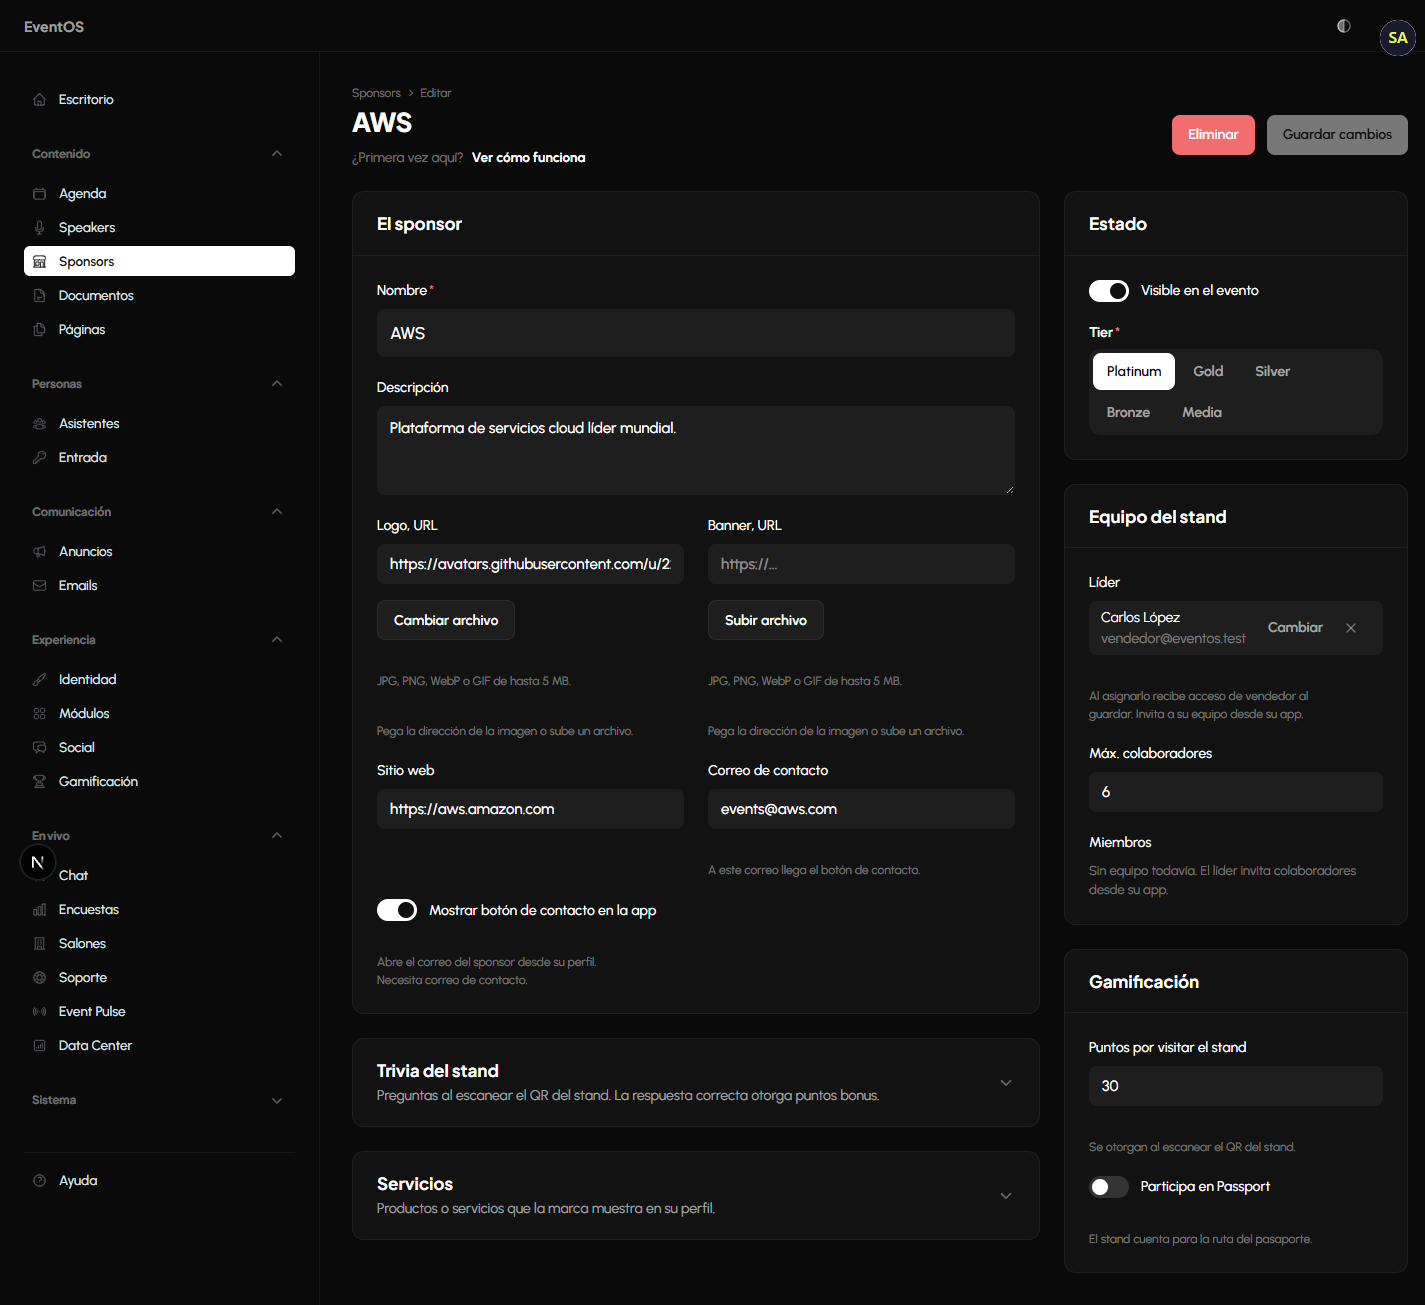 EventOS
SA
Escritorio
Contenido
Agenda
Speakers
Sponsors
Documentos
Páginas
Personas
Asistentes
Entrada
Comunicación
Anuncios
Emails
Experiencia
Identidad
Módulos
Social
Gamificación
En vivo
N
Chat
Encuestas
Salones
Soporte
Event Pulse
Data Center
Sistema
Ayuda
Sponsors > Editar
AWS
¿Primera vez aquí? Ver cómo funciona
Eliminar
Guardar cambios
El sponsor
Nombre*
AWS
Descripción
Plataforma de servicios cloud líder mundial.
Logo, URL
https://avatars.githubusercontent.com/u/2
Cambiar archivo
JPG, PNG, WebP o GIF de hasta 5 MB.
Pega la dirección de la imagen o sube un archivo.
Banner, URL
https://...
Subir archivo
JPG, PNG, WebP o GIF de hasta 5 MB.
Pega la dirección de la imagen o sube un archivo.
Sitio web
https://aws.amazon.com
Correo de contacto
events@aws.com
A este correo llega el botón de contacto.
Mostrar botón de contacto en la app
Abre el correo del sponsor desde su perfil.
Necesita correo de contacto.
Trivia del stand
Preguntas al escanear el QR del stand. La respuesta correcta otorga puntos bonus.
Servicios
Productos o servicios que la marca muestra en su perfil.
Estado
Visible en el evento
Tier*
Platinum Gold Silver
Bronze Media
Equipo del stand
Líder
Carlos López
vendedor@eventos.test
Cambiar
Al asignarlo recibe acceso de vendedor al
guardar. Invita a su equipo desde su app.
Máx. colaboradores
6
Miembros
Sin equipo todavía. El líder invita colaboradores
desde su app.
Gamificación
Puntos por visitar el stand
30
Se otorgan al escanear el QR del stand.
Participa en Passport
El stand cuenta para la ruta del pasaporte.